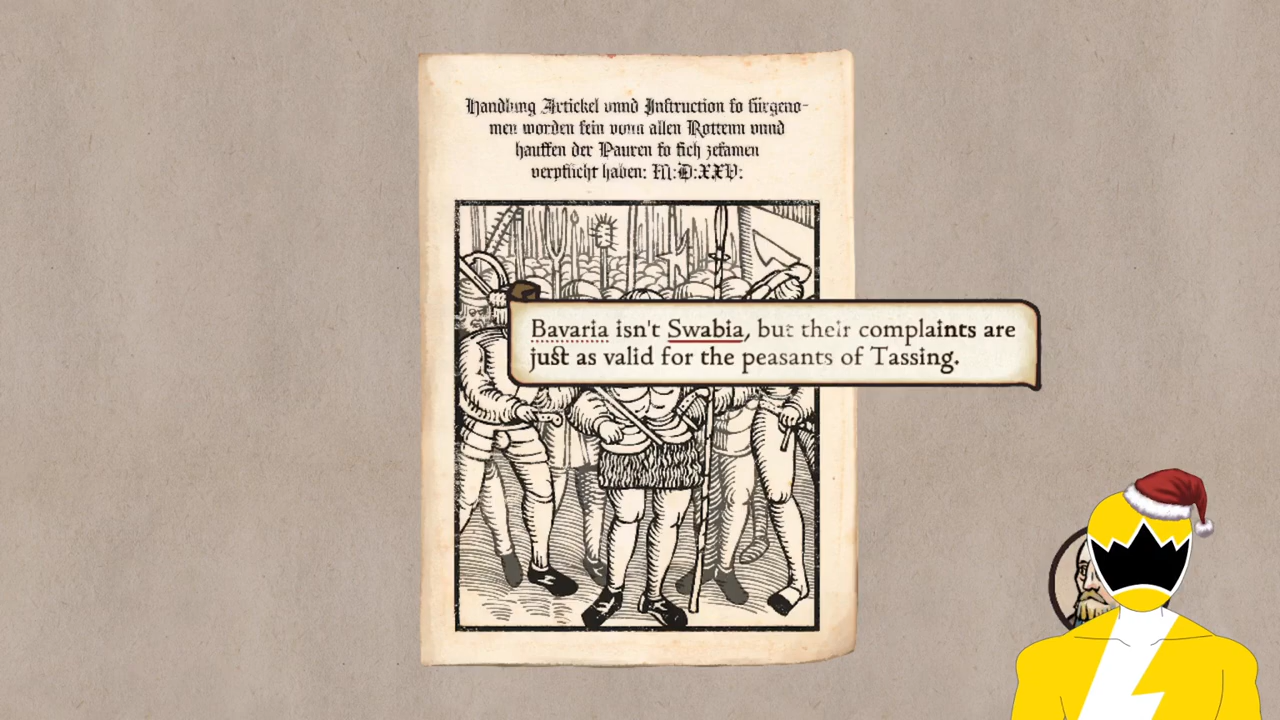 Handlung Artickel vnnd Instruction so fürgeno-
men worden sein vonn allen Rottenn vnnd
hauffen der Pauren so sich zesamen
verpflicht haben: M:D:XXV:
Bavaria isn't Swabia, but their complaints are
just as valid for the peasants of Tassing.